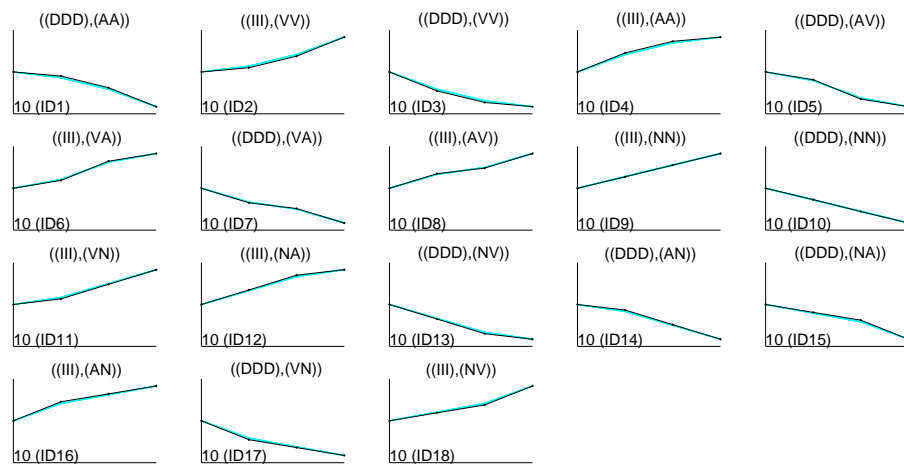 ((DDD),(AA))
((III),(VV))
((DDD),(VV))
((III),(AA))
((DDD),(AV))
10 (ID1)
10 (ID2)
10 (ID3)
10 (ID4)
10 (ID5)
((III),(VA))
((DDD),(VA))
((III),(AV))
((III),(NN))
((DDD),(NN))
10 (ID6)
10 (ID7)
10 (ID8)
10 (ID9)
10 (ID10)
((III),(VN))
((III),(NA))
((DDD),(NV))
((DDD),(AN))
((DDD),(NA))
10 (ID11)
10 (ID12)
10 (ID13)
10 (ID14)
10 (ID15)
((III),(AN))
((DDD),(VN))
((III),(NV))
10 (ID16)
10 (ID17)
10 (ID18)